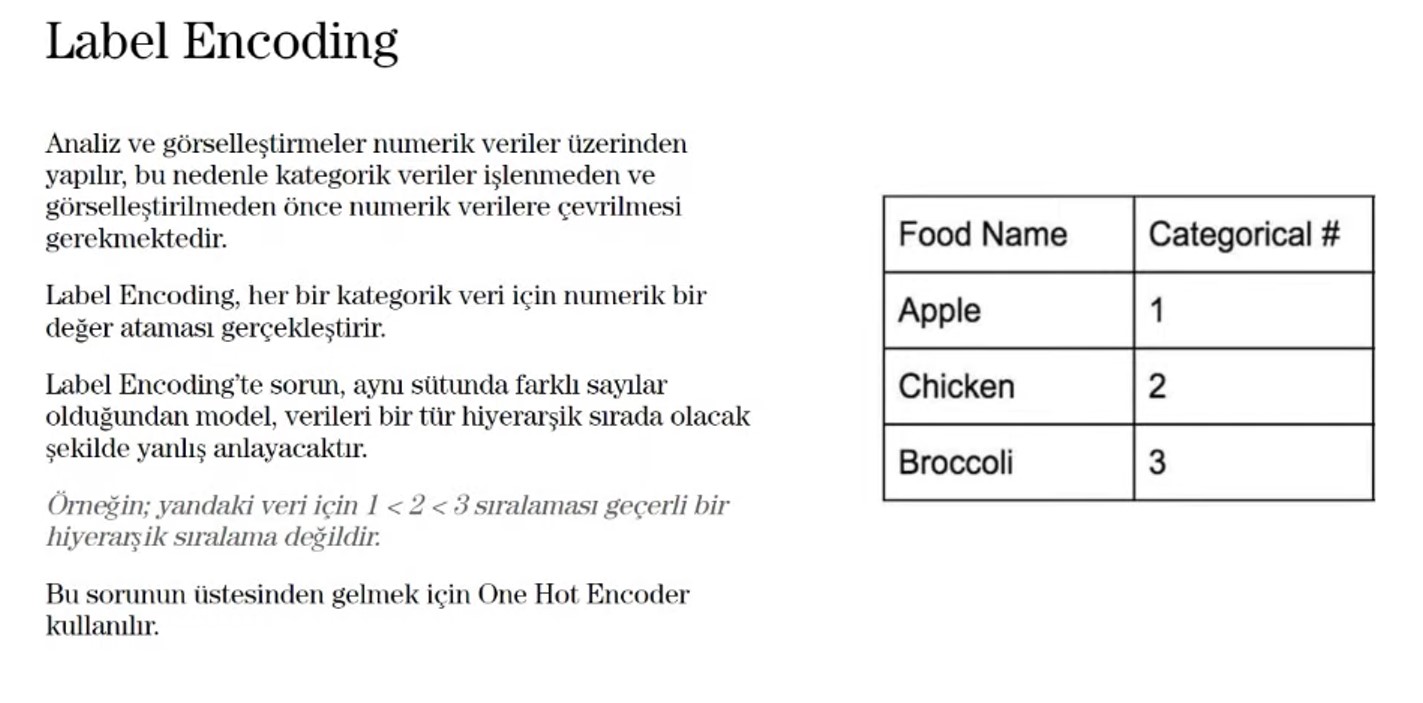 Label Encoding
Analiz ve görselleştirmeler numerik veriler üzerinden
yapılır, bu nedenle kategorik veriler işlenmeden ve
görselleştirilmeden önce numerik verilere çevrilmesi
gerekmektedir.
Label Encoding, her bir kategorik veri için numerik bir
değer ataması gerçekleştirir.
Label Encoding’te sorun, aynı sütunda farklı sayılar
olduğundan model, verileri bir tür hiyerarşik sırada olacak
şekilde yanlış anlayacaktır.
Örneğin; yandaki veri için 1 < 2 < 3 sıralaması geçerli bir
hiyerarşik sıralama değildir.
Bu sorunun üstesinden gelmek için One Hot Encoder
kullanılır.
Food Name Categorical #
Apple 1
Chicken 2
Broccoli 3